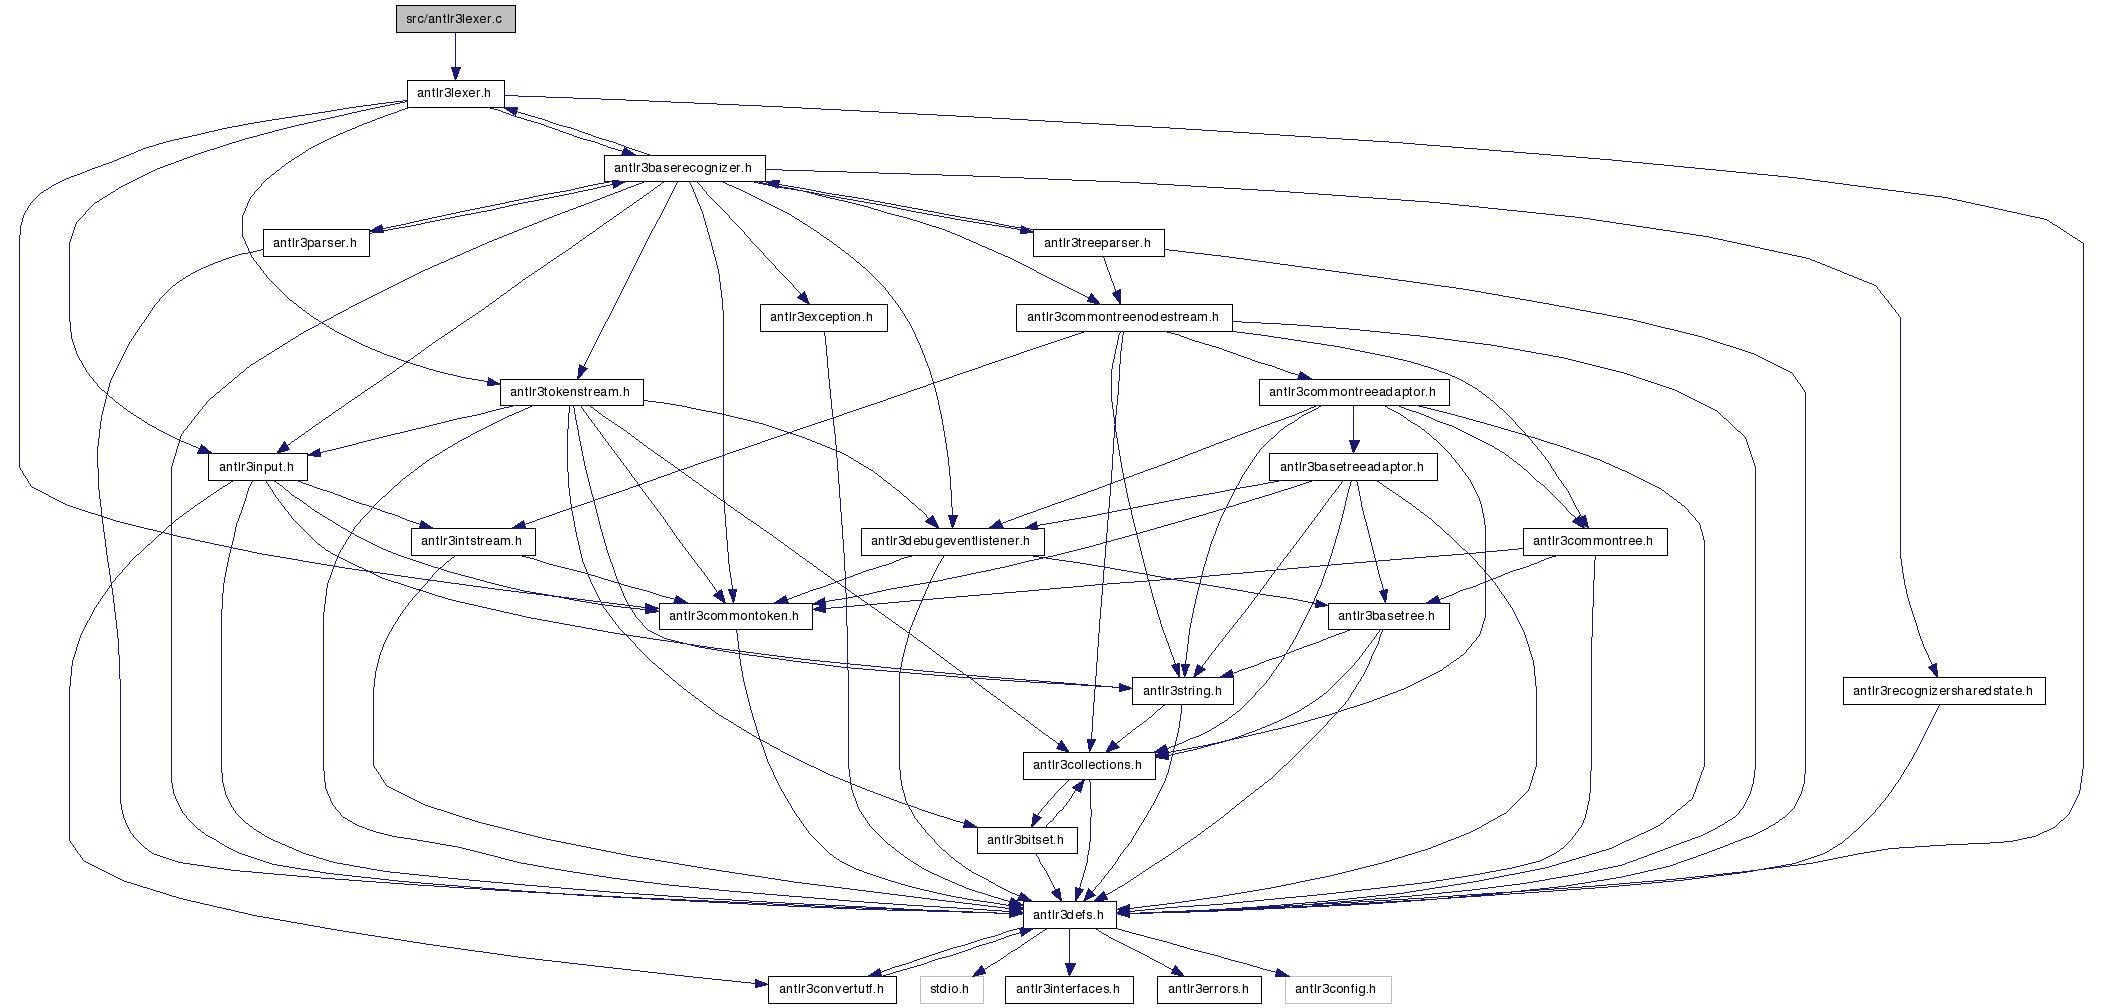 src/antlr3lexer.c
antlr3lexer.h
antlr3baserecognizer.h
antlr3parser.h
antlr3treeparser.h
antlr3exception.h
antlr3commontreenodestream.h
antlr3tokenstream.h
antlr3commontreeadaptor.h
antlr3input.h
antlr3basetreeadaptor.h
antlr3intstream.h
antlr3debugeventlistener.h
antlr3commontree.h
antlr3commontoken.h
antlr3basetree.h
antlr3string.h
antlr3recognizersharedstate.h
antlr3collections.h
antlr3bitset.h
antlr3defs.h
antlr3convertutf.h
stdio.h
antlr3interfaces.h
antlr3errors.h
antlr3config.h